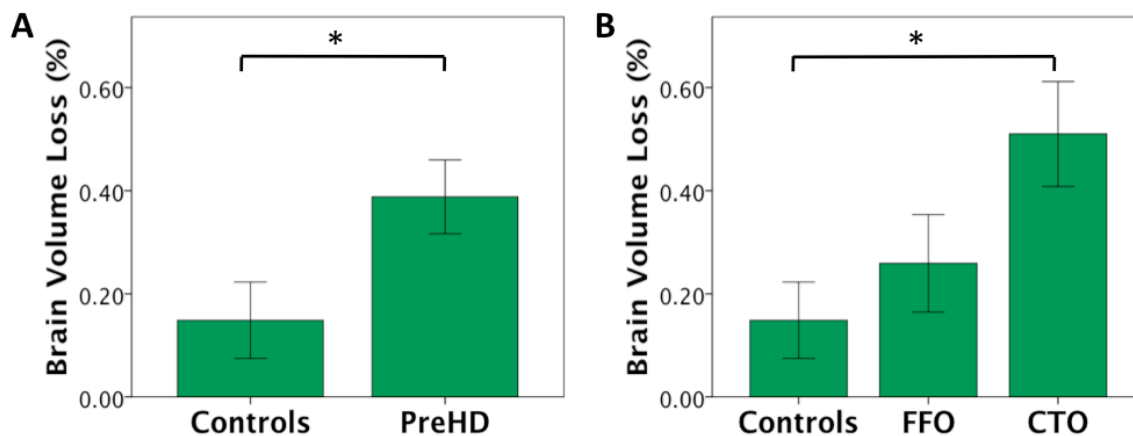 A
Brain Volume Loss (%)
0.60
0.40
0.20
0.00
*
Controls PreHD
B
Brain Volume Loss (%)
0.60
0.40
0.20
0.00
*
Controls FFO CTO